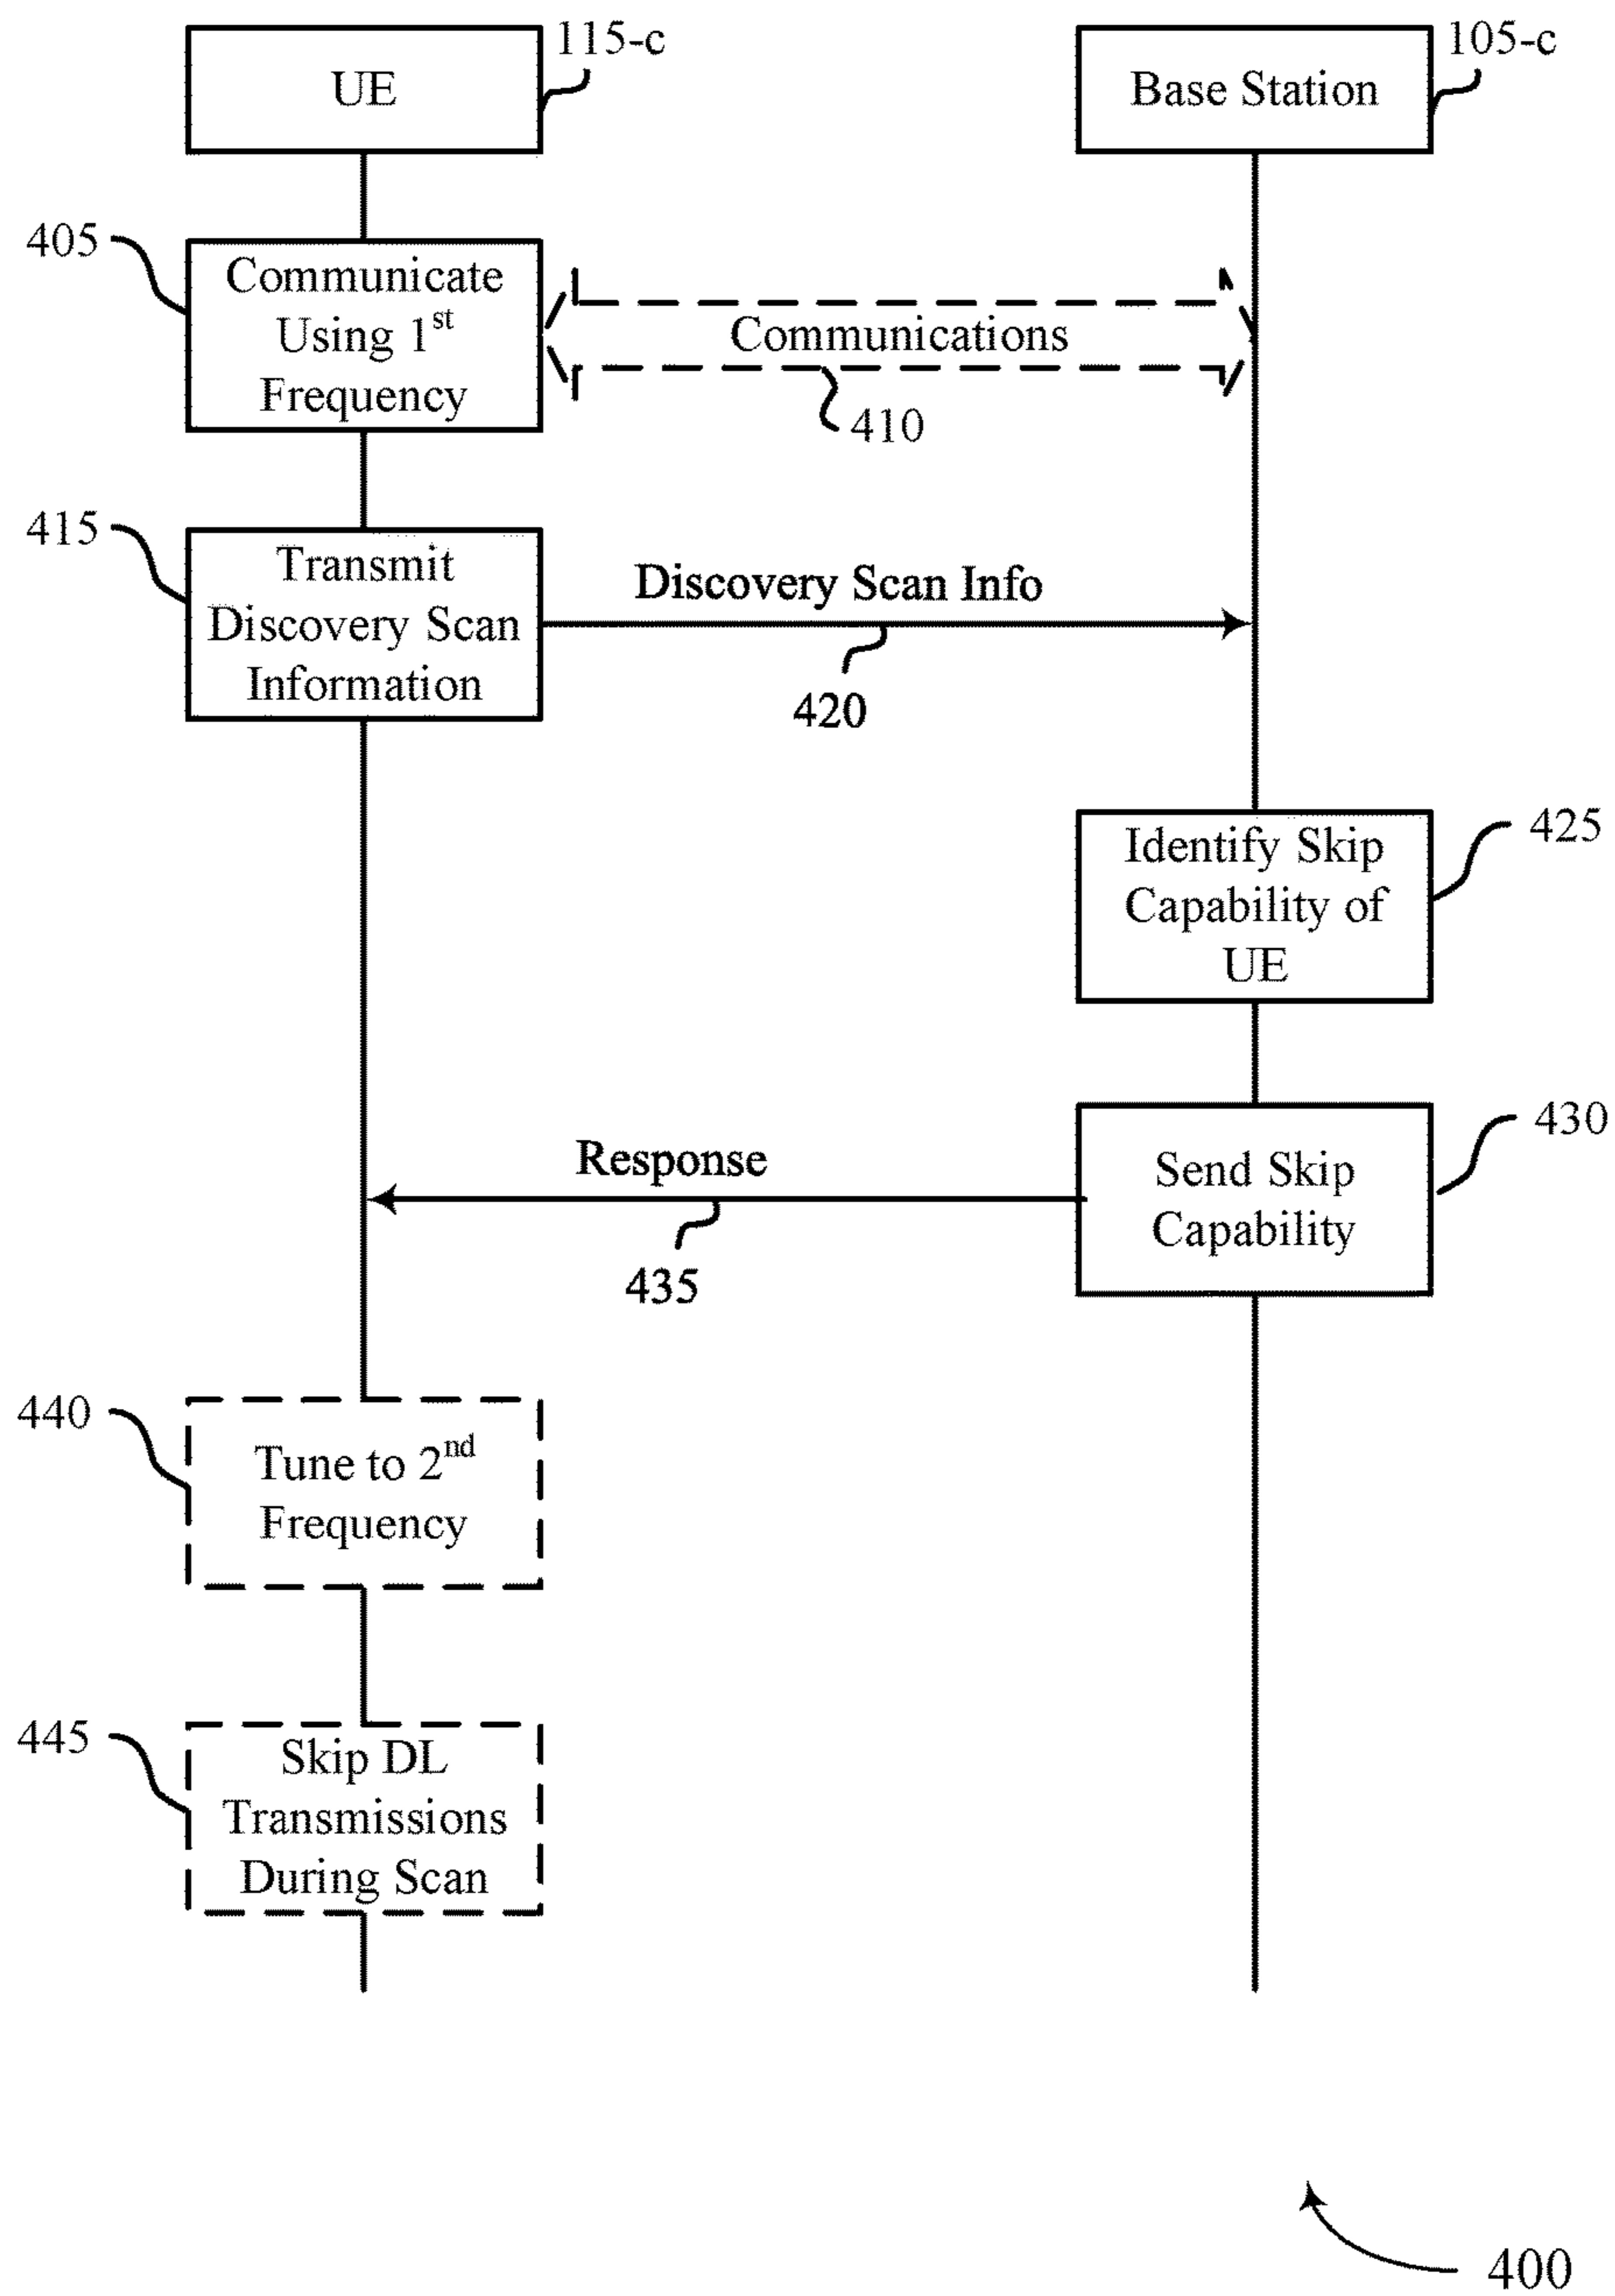 UE
115-c
Base Station
105-c
405
Communicate
Using 1st
Frequency
Communications
410
415
Transmit
Discovery Scan
Information
Discovery Scan Info
420
Identify Skip
Capability of
UE
425
Response
435
Send Skip
Capability
430
440
Tune to 2nd
Frequency
445
Skip DL
Transmissions
During Scan
400